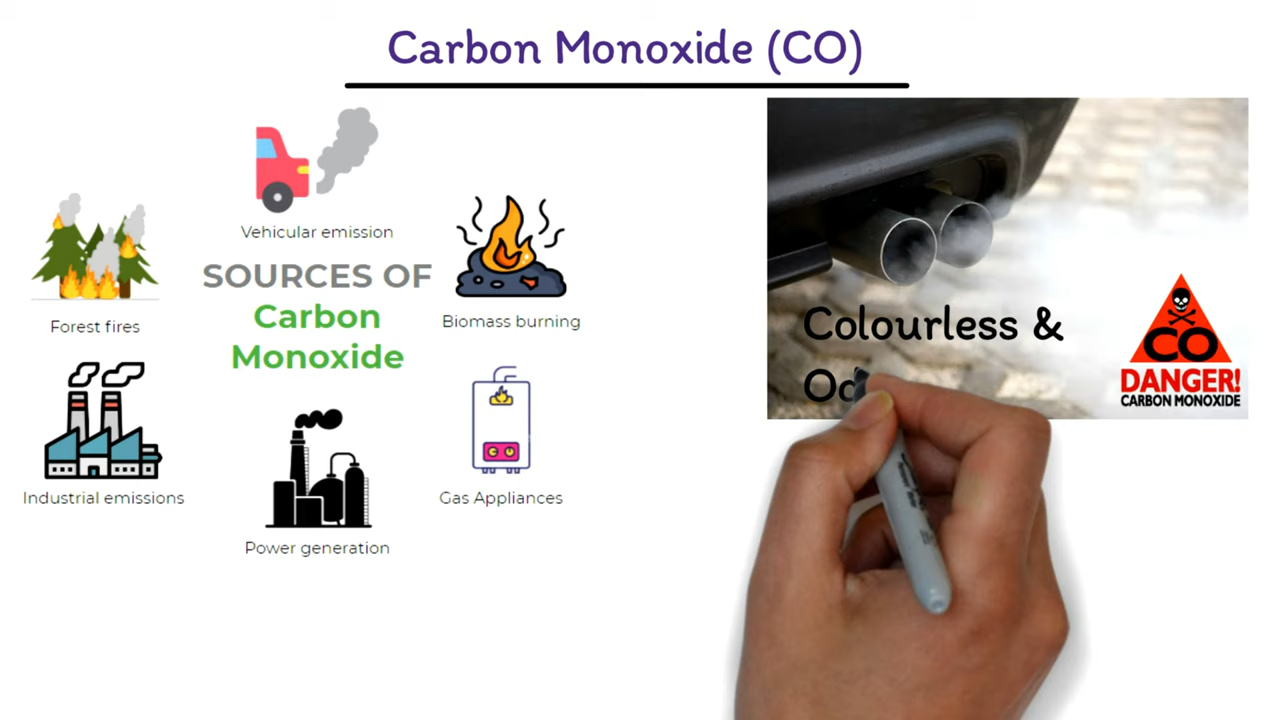 Carbon Monoxide (CO)
Vehicular emission
SOURCES OF
Carbon
Monoxide
Forest fires
Biomass burning
Industrial emissions
Power generation
Gas Appliances
Colourless &
Od
CO
DANGER!
CARBON MONOXIDE